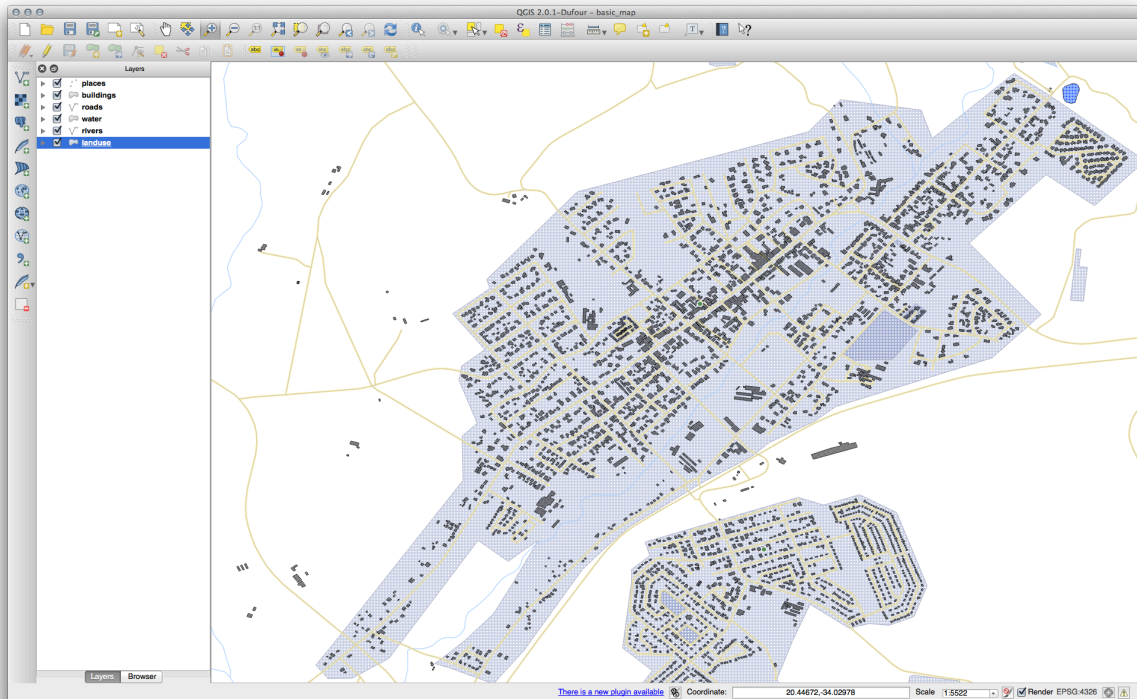 QGIS 2.0.1-Dufour - basic_map
Layers
places
buildings
roads
water
rivers
landuse
Layers
Browser
There is a new plugin available
Coordinate:
20.44672,-34.02978
Scale
1:5522
Render
EPSG:4326